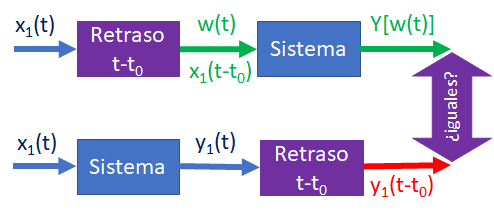 x₁(t)
Retraso
t-t₀
w(t)
x₁(t-t₀)
Sistema
Y[w(t)]
¿iguales?
x₁(t)
Sistema
y₁(t)
Retraso
t-t₀
y₁(t-t₀)